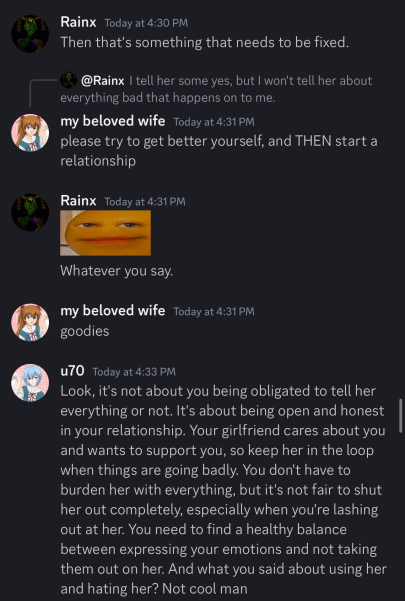 Rainx Today at 4:30 PM
Then that's something that needs to be fixed.
@Rainx I tell her some yes, but I won't tell her about
everything bad that happens on to me.
my beloved wife Today at 4:31 PM
please try to get better yourself, and THEN start a
relationship
Rainx Today at 4:31 PM
Whatever you say.
my beloved wife Today at 4:31 PM
goodies
u70 Today at 4:33 PM
Look, it's not about you being obligated to tell her
everything or not. It's about being open and honest
in your relationship. Your girlfriend cares about you
and wants to support you, so keep her in the loop
when things are going badly. You don't have to
burden her with everything, but it's not fair to shut
her out completely, especially when you're lashing
out at her. You need to find a healthy balance
between expressing your emotions and not taking
them out on her. And what you said about using her
and hating her? Not cool man